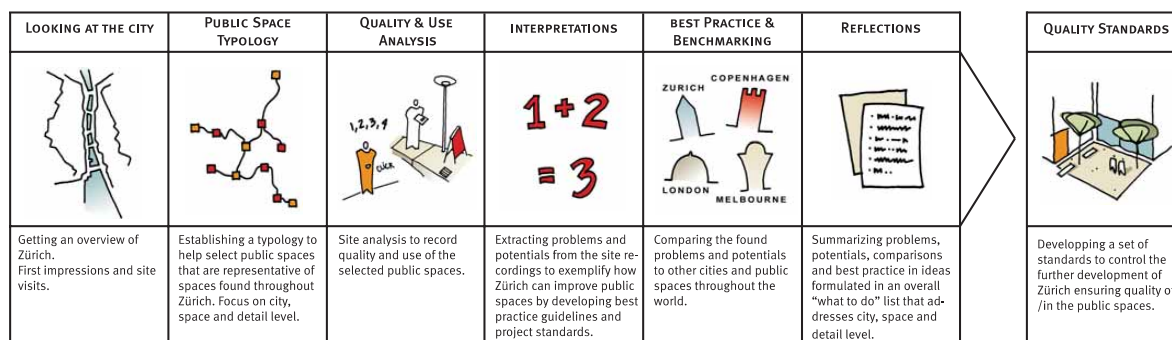 LOOKING AT THE CITY
Getting an overview of
Zürich.
First impressions and site
visits.
PUBLIC SPACE
TYPOLOGY
Establishing a typology to
help select public spaces
that are representative of
spaces found throughout
Zürich. Focus on city,
space and detail level.
QUALITY & USE
ANALYSIS
1, 2, 3, 4
CLICK
Site analysis to record
quality and use of the
selected public spaces.
INTERPRETATIONS
1 + 2
= 3
Extracting problems and
potentials from the site re-
cordings to exemplify how
Zürich can improve public
spaces by developing best
practice guidelines and
project standards.
BEST PRACTICE &
BENCHMARKING
ZURICH
COPENHAGEN
LONDON
MELBOURNE
Comparing the found
problems and potentials
to other cities and public
spaces throughout the
world.
REFLECTIONS
Summarizing problems,
potentials, comparisons
and best practice in ideas
formulated in an overall
"what to do" list that ad-
dresses city, space and
detail level.
QUALITY STANDARDS
Developping a set of
standards to control the
further development of
Zürich ensuring quality o
/in the public spaces.